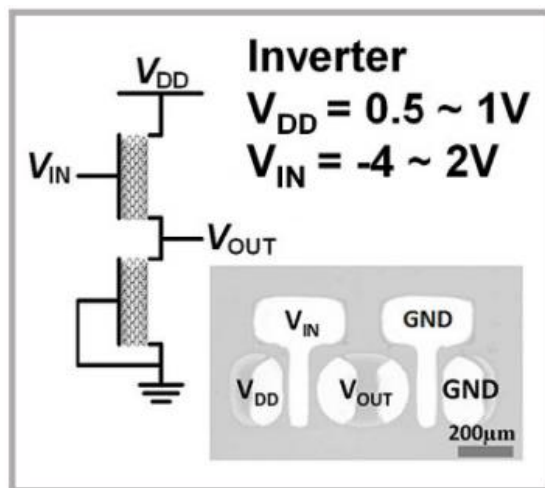 Inverter
V_DD = 0.5 ~ 1V
V_IN = -4 ~ 2V
V_DD
V_IN
V_OUT
V_IN
GND
V_DD
V_OUT
GND
200μm